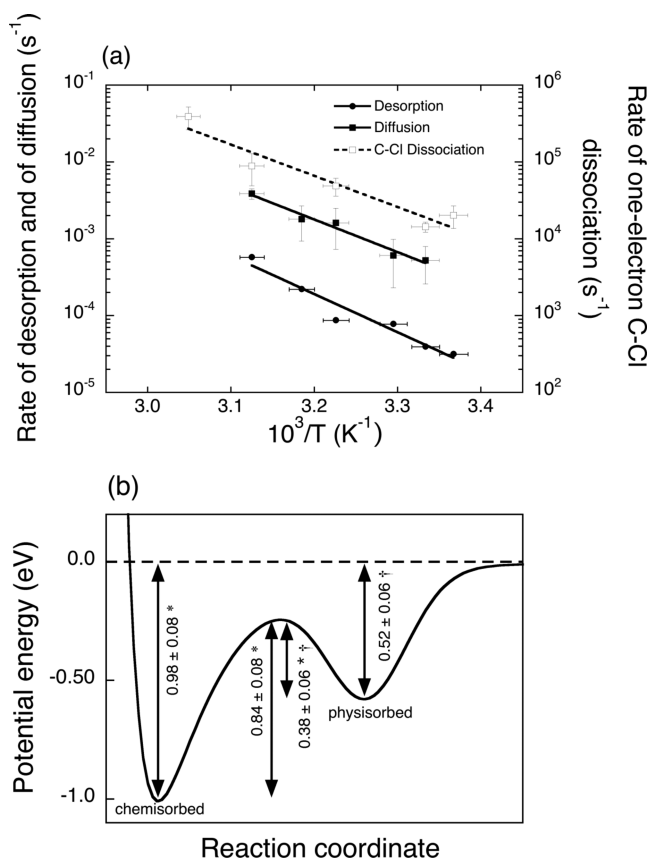 (a)
Rate of desorption and of diffusion (s⁻¹)
10⁻¹
10⁻²
10⁻³
10⁻⁴
10⁻⁵
Desorption
Diffusion
C-Cl Dissociation
10⁶
10⁵
10⁴
10³
10²
Rate of one-electron C-Cl
dissociation (s⁻¹)
3.0 3.1 3.2 3.3 3.4
10³/T (K⁻¹)
(b)
Potential energy (eV)
0.0
-0.50
-1.0
0.98 ± 0.08 *
0.84 ± 0.08 *
0.38 ± 0.06 * †
0.52 ± 0.06 †
physisorbed
chemisorbed
Reaction coordinate